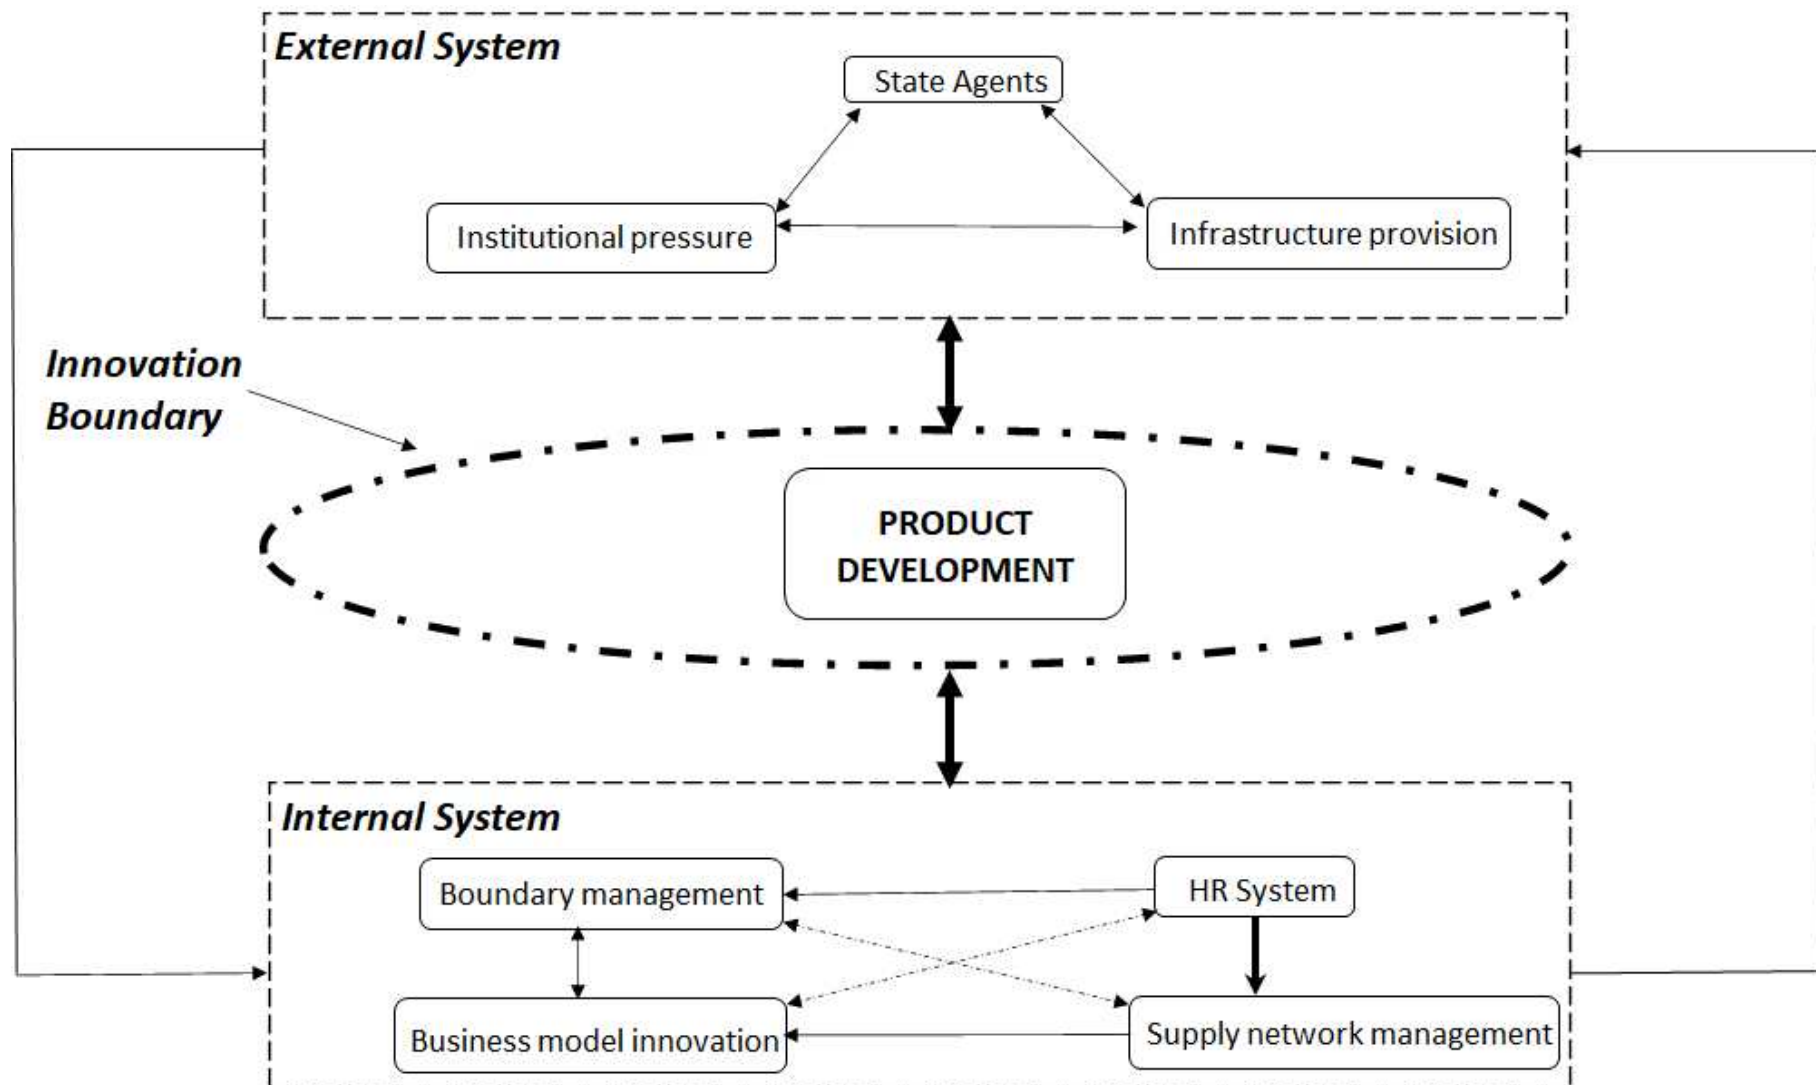 External System
State Agents
Institutional pressure
Infrastructure provision
Innovation
Boundary
PRODUCT
DEVELOPMENT
Internal System
Boundary management
HR System
Business model innovation
Supply network management